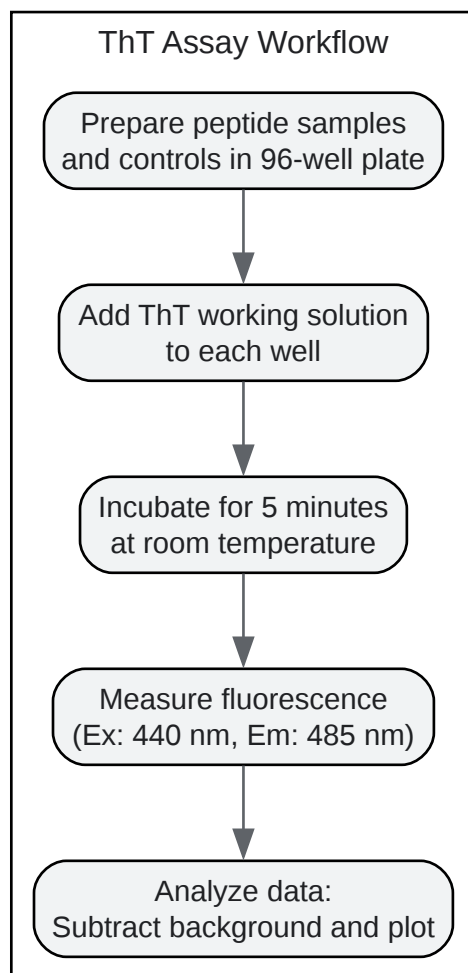 ThT Assay Workflow
Prepare peptide samples
and controls in 96-well plate
Add ThT working solution
to each well
Incubate for 5 minutes
at room temperature
Measure fluorescence
(Ex: 440 nm, Em: 485 nm)
Analyze data:
Subtract background and plot